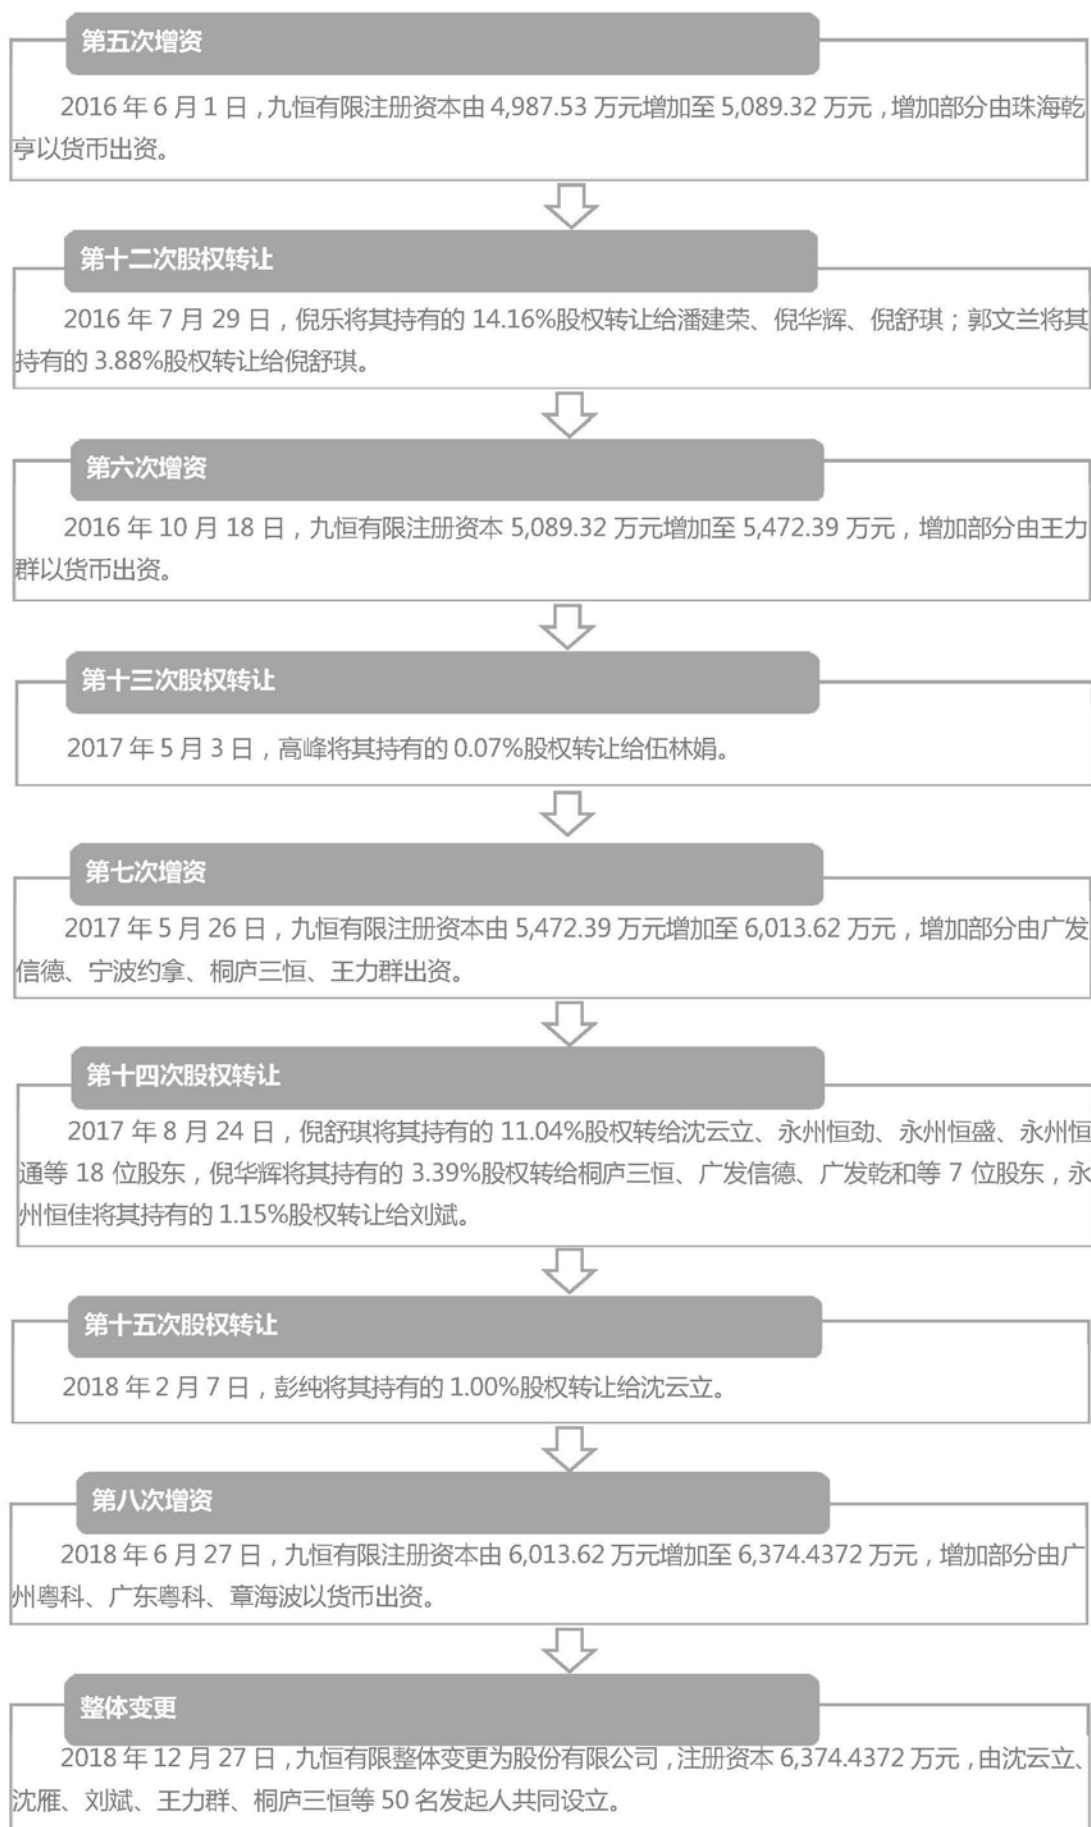 第五次增资
2016 年 6 月 1 日，九恒有限注册资本由 4,987.53 万元增加至 5,089.32 万元，增加部分由珠海乾
亨以货币出资。
第十二次股权转让
2016 年 7 月 29 日，倪乐将其持有的 14.16%股权转让给潘建荣、倪华辉、倪舒琪；郭文兰将其
持有的 3.88%股权转让给倪舒琪。
第六次增资
2016 年 10 月 18 日，九恒有限注册资本 5,089.32 万元增加至 5,472.39 万元，增加部分由王力
群以货币出资。
第十三次股权转让
2017 年 5 月 3 日，高峰将其持有的 0.07%股权转让给伍林娟。
第七次增资
2017 年 5 月 26 日，九恒有限注册资本由 5,472.39 万元增加至 6,013.62 万元，增加部分由广发
信德、宁波约拿、桐庐三恒、王力群出资。
第十四次股权转让
2017 年 8 月 24 日，倪舒琪将其持有的 11.04%股权转给沈云立、永州恒劲、永州恒盛、永州恒
通等 18 位股东，倪华辉将其持有的 3.39%股权转给桐庐三恒、广发信德、广发乾和等 7 位股东，永
州恒佳将其持有的 1.15%股权转让给刘斌。
第十五次股权转让
2018 年 2 月 7 日，彭纯将其持有的 1.00%股权转让给沈云立。
第八次增资
2018 年 6 月 27 日，九恒有限注册资本由 6,013.62 万元增加至 6,374.4372 万元，增加部分由广
州粤科、广东粤科、章海波以货币出资。
整体变更
2018 年 12 月 27 日，九恒有限整体变更为股份有限公司，注册资本 6,374.4372 万元，由沈云立、
沈雁、刘斌、王力群、桐庐三恒等 50 名发起人共同设立。